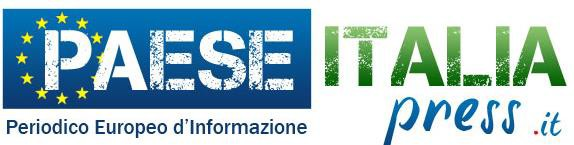 PAESE ITALIA
press.it
Periodico Europeo d'Informazione